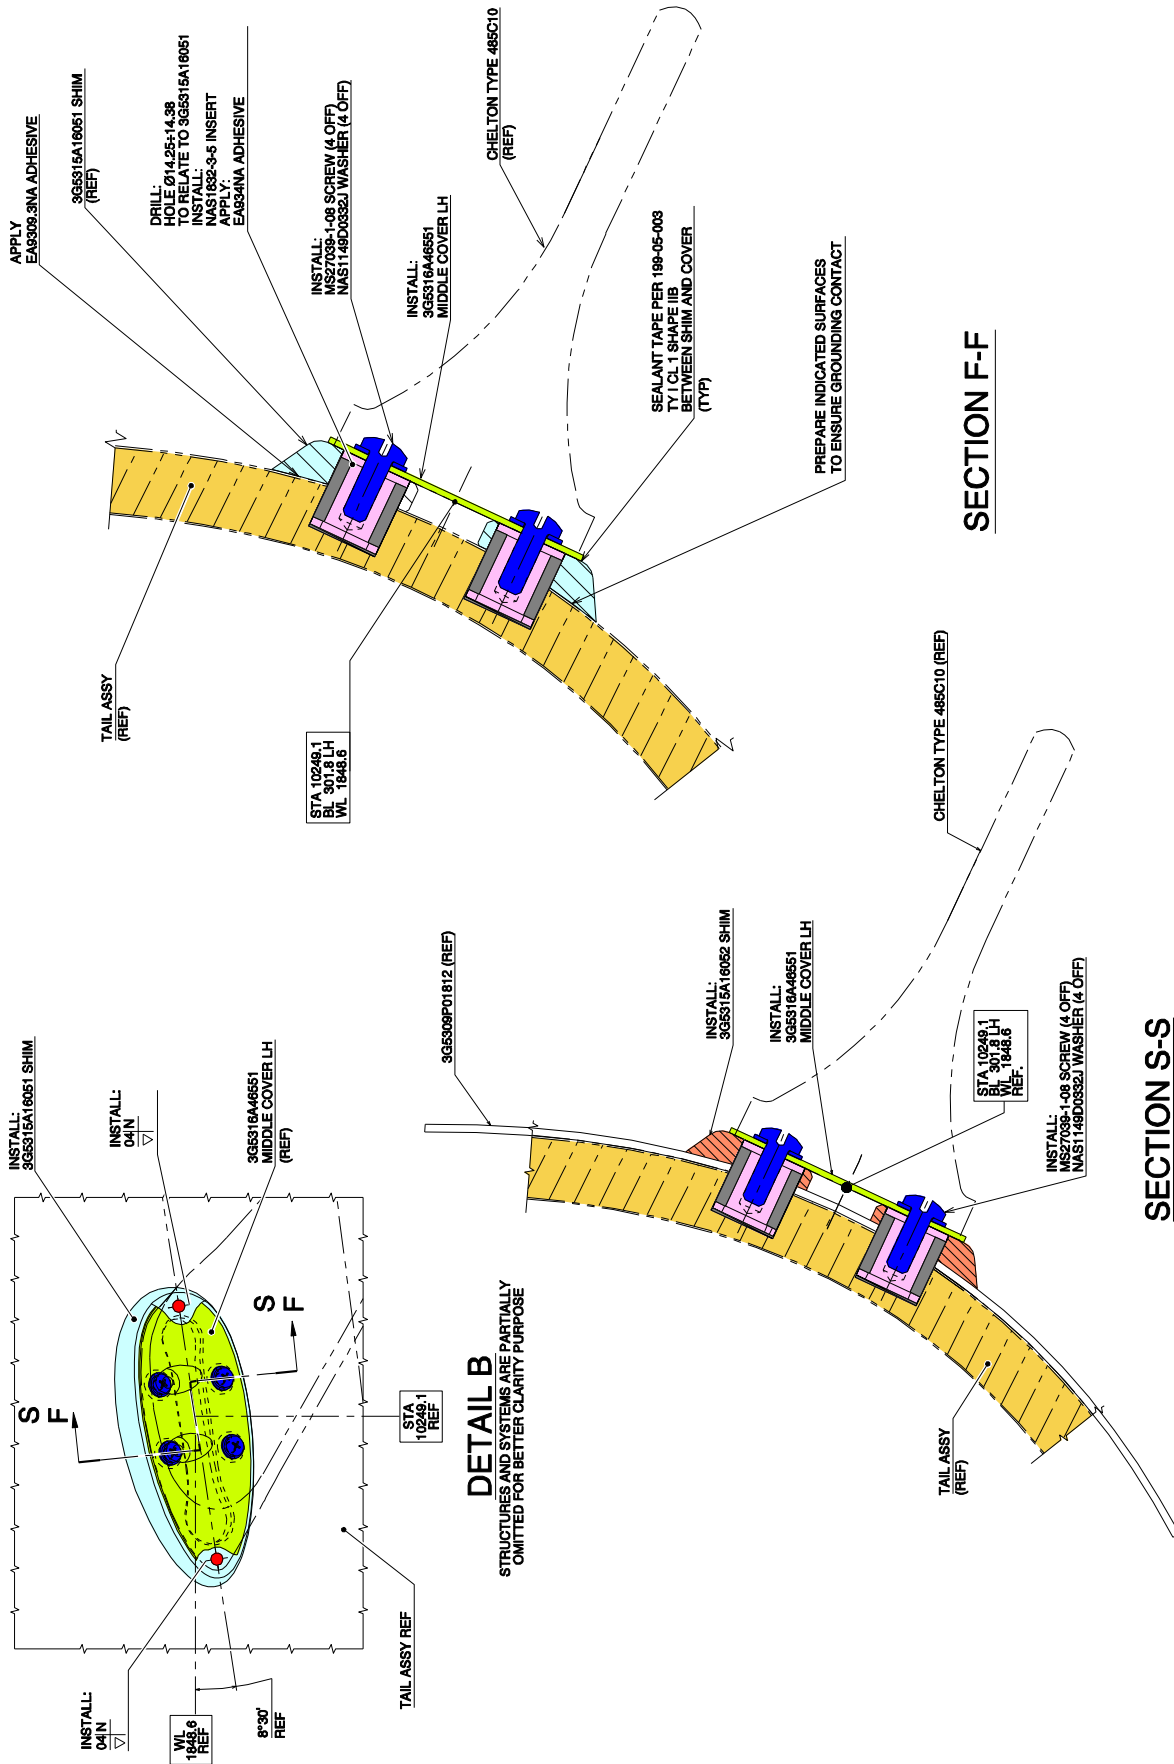 INSTALL:
3G5315A16051 SHIM
INSTALL:
04 N
3G5316A46551
MIDDLE COVER LH
(REF)
S
F
S
F
INSTALL:
04 N
WL
1848.6
REF
8°30'
REF
STA
10249.1
REF
TAIL ASSY REF
DETAIL B
STRUCTURES AND SYSTEMS ARE PARTIALLY
OMITTED FOR BETTER CLARITY PURPOSE
APPLY
EA9309.3NA ADHESIVE
3G5315A16051 SHIM
(REF)
DRILL:
HOLE Ø14.25÷14.38
TO RELATE TO 3G5315A16051
INSTALL:
NAS1832-3-5 INSERT
APPLY:
EA934NA ADHESIVE
INSTALL:
MS27039-1-08 SCREW (4 OFF)
NAS1149D0332J WASHER (4 OFF)
INSTALL:
3G5316A46551
MIDDLE COVER LH
CHELTON TYPE 485C10
(REF)
SEALANT TAPE PER 199-05-003
TY I CL 1 SHAPE IIB
BETWEEN SHIM AND COVER
(TYP)
PREPARE INDICATED SURFACES
TO ENSURE GROUNDING CONTACT
TAIL ASSY
(REF)
STA 10249.1
BL 301.8 LH
WL 1848.6
SECTION F-F
3G5309P01812 (REF)
INSTALL:
3G5315A16052 SHIM
INSTALL:
3G5316A46551
MIDDLE COVER LH
CHELTON TYPE 485C10 (REF)
STA 10249.1
BL 301.8 LH
WL 1848.6
REF.
INSTALL:
MS27039-1-08 SCREW (4 OFF)
NAS1149D0332J WASHER (4 OFF)
TAIL ASSY
(REF)
SECTION S-S